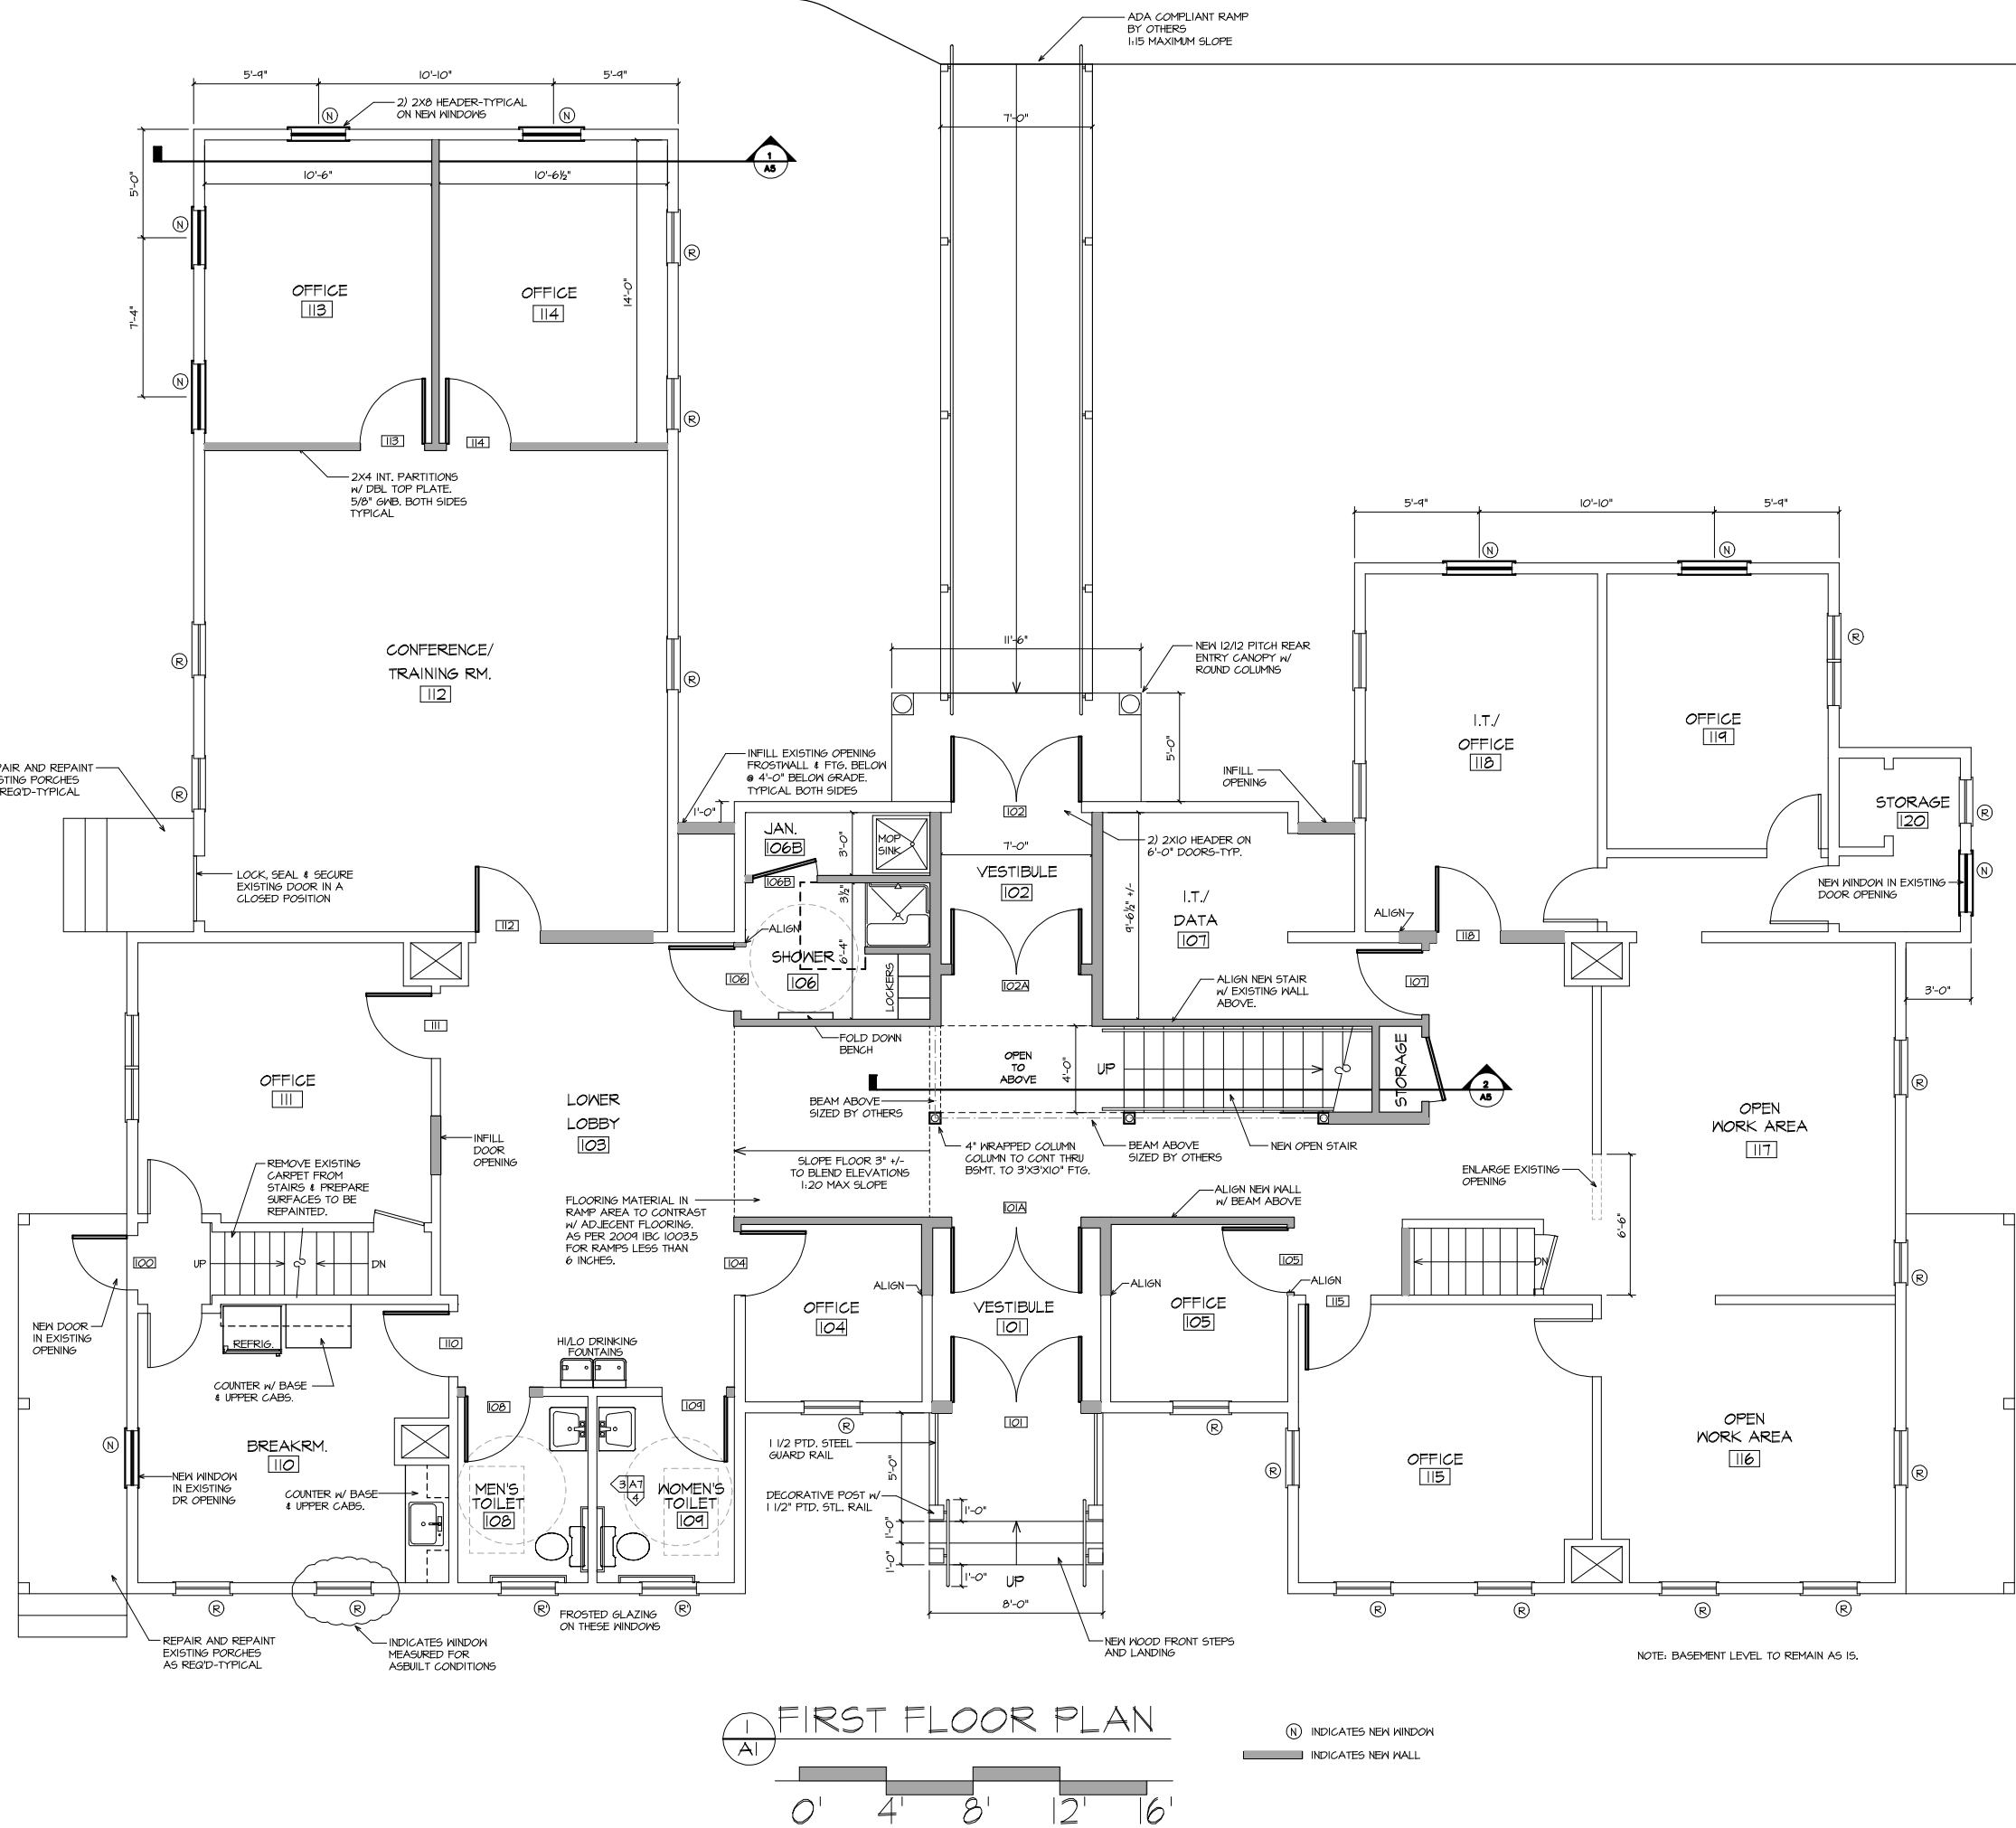 ADA COMPLIANT RAMP
BY OTHERS
1:15 MAXIMUM SLOPE
5'-9"
10'-10"
5'-9"
2) 2X8 HEADER-TYPICAL
ON NEW WINDOWS
N
N
7'-0"
1
A5
5'-0"
10'-6"
10'-6½"
N
R
14'-0"
OFFICE
113
OFFICE
114
7'-4"
N
R
113
114
2X4 INT. PARTITIONS
W/ DBL TOP PLATE.
5/8" GWB. BOTH SIDES
TYPICAL
5'-9"
10'-10"
5'-9"
N
N
11'-6"
NEW 12/12 PITCH REAR
ENTRY CANOPY W/
ROUND COLUMNS
R
CONFERENCE/
TRAINING RM.
112
R
R
R
I.T./
OFFICE
118
OFFICE
119
5'-0"
INFILL EXISTING OPENING
FROSTWALL & FTG. BELOW
@ 4'-0" BELOW GRADE.
TYPICAL BOTH SIDES
INFILL
OPENING
PAIR AND REPAINT
STING PORCHES
REQ'D-TYPICAL
1'-0"
JAN.
106B
3'-0"
MOP
SINK
102
2) 2X10 HEADER ON
6'-0" DOORS-TYP.
7'-0"
STORAGE
120
R
LOCK, SEAL & SECURE
EXISTING DOOR IN A
CLOSED POSITION
106B
3½"
VESTIBULE
102
9'-6½" +/-
I.T./
DATA
107
NEW WINDOW IN EXISTING
DOOR OPENING
N
ALIGN
112
ALIGN
118
SHOWER
106
6'-4"
LOCKERS
106
102A
ALIGN NEW STAIR
W/ EXISTING WALL
ABOVE.
107
3'-0"
111
FOLD DOWN
BENCH
OPEN
TO
ABOVE
4'-0"
UP
STORAGE
2
A5
R
OFFICE
111
LOWER
LOBBY
103
BEAM ABOVE
SIZED BY OTHERS
OPEN
WORK AREA
117
INFILL
DOOR
OPENING
4" WRAPPED COLUMN
COLUMN TO CONT THRU
BSMT. TO 3'X3'X10" FTG.
BEAM ABOVE
SIZED BY OTHERS
NEW OPEN STAIR
SLOPE FLOOR 3" +/-
TO BLEND ELEVATIONS
1:20 MAX SLOPE
REMOVE EXISTING
CARPET FROM
STAIRS & PREPARE
SURFACES TO BE
REPAINTED.
ENLARGE EXISTING
OPENING
FLOORING MATERIAL IN
RAMP AREA TO CONTRAST
W/ ADJECENT FLOORING.
AS PER 2009 IBC 1003.5
FOR RAMPS LESS THAN
6 INCHES.
ALIGN NEW WALL
W/ BEAM ABOVE
101A
6'-6"
100
UP
DN
104
105
DN
R
ALIGN
ALIGN
ALIGN
115
OFFICE
104
VESTIBULE
101
OFFICE
105
NEW DOOR
IN EXISTING
OPENING
REFRIG.
110
HI/LO DRINKING
FOUNTAINS
COUNTER W/ BASE
& UPPER CABS.
108
109
R
101
R
N
BREAKRM.
110
1 1/2 PTD. STEEL
GUARD RAIL
OPEN
WORK AREA
116
OFFICE
115
R
R
5'-0"
NEW WINDOW
IN EXISTING
DR OPENING
COUNTER W/ BASE
& UPPER CABS.
MEN'S
TOILET
108
3 A7
4
WOMEN'S
TOILET
109
DECORATIVE POST W/
1 1/2" PTD. STL. RAIL
1'-0"
1'-0"
1'-0"
1'-0"
UP
8'-0"
R
R
R'
R'
FROSTED GLAZING
ON THESE WINDOWS
R
R
R
R
REPAIR AND REPAINT
EXISTING PORCHES
AS REQ'D-TYPICAL
INDICATES WINDOW
MEASURED FOR
ASBUILT CONDITIONS
NEW WOOD FRONT STEPS
AND LANDING
NOTE: BASEMENT LEVEL TO REMAIN AS IS.
1
A1
FIRST FLOOR PLAN
N INDICATES NEW WINDOW
INDICATES NEW WALL
0' 4' 8' 12' 16'